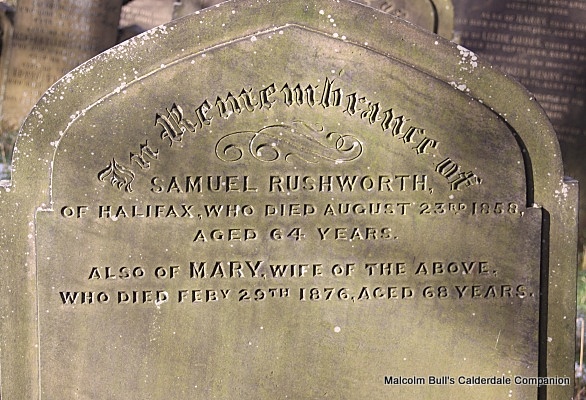 In Remembrance of
SAMUEL RUSHWORTH,
OF HALIFAX, WHO DIED AUGUST 23RD 1858,
AGED 64 YEARS.
ALSO OF MARY, WIFE OF THE ABOVE,
WHO DIED FEBY 29TH 1876, AGED 68 YEARS.
Malcolm Bull's Calderdale Companion